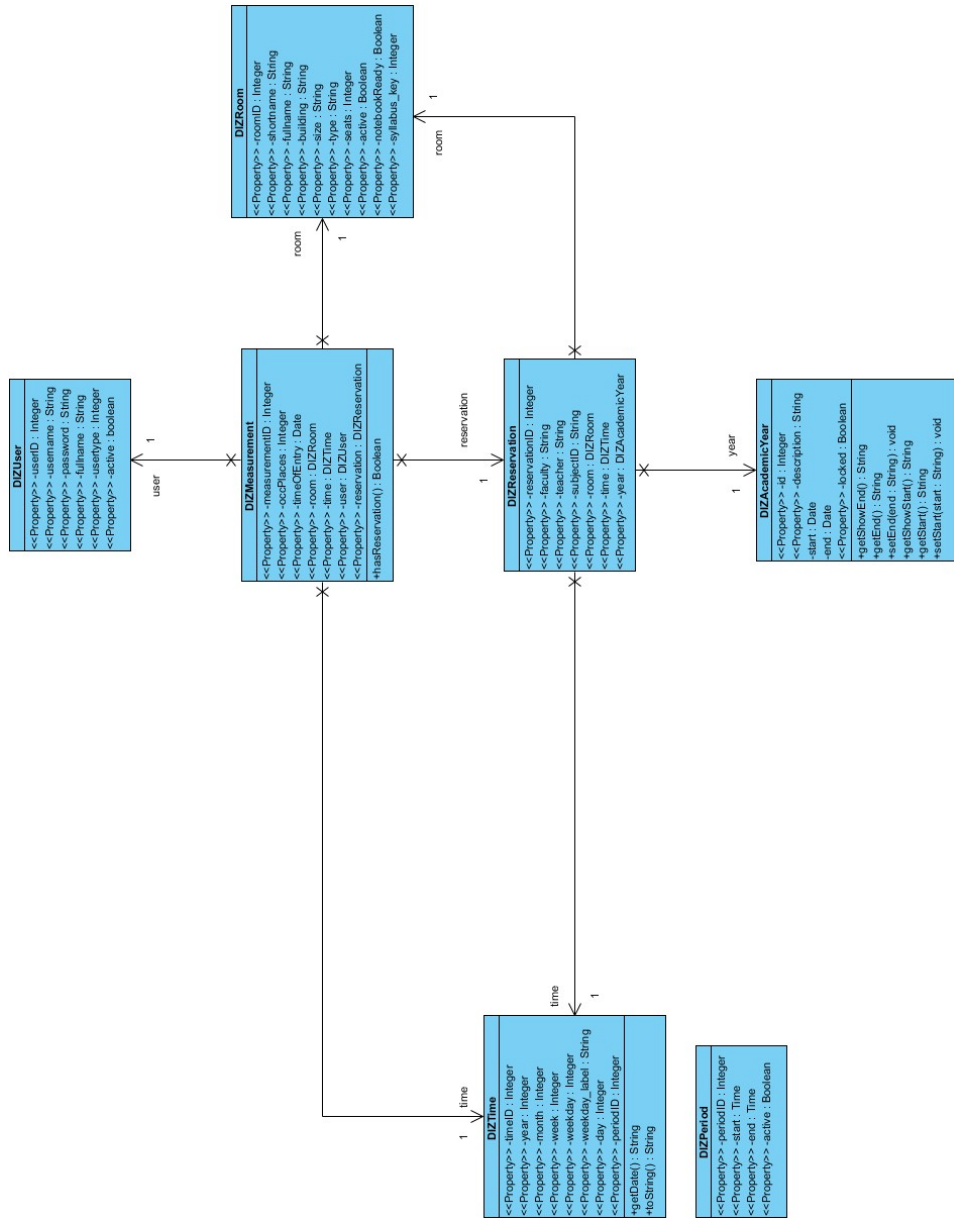 DIZUser
<<Property>> -userID : Integer
<<Property>> -username : String
<<Property>> -password : String
<<Property>> -fullname : String
<<Property>> -usertype : Integer
<<Property>> -active : boolean
user
1
DIZMeasurement
<<Property>> -measurementID : Integer
<<Property>> -occPlaces : Integer
<<Property>> -timeOfEntry : Date
<<Property>> -room : DIZRoom
<<Property>> -time : DIZTime
<<Property>> -user : DIZUser
<<Property>> -reservation : DIZReservation
+hasReservation() : Boolean
room
1
DIZRoom
<<Property>> -roomID : Integer
<<Property>> -shortname : String
<<Property>> -fullname : String
<<Property>> -building : String
<<Property>> -size : String
<<Property>> -type : String
<<Property>> -seats : Integer
<<Property>> -active : Boolean
<<Property>> -notebookReady : Boolean
<<Property>> -syllabus_key : Integer
room
1
reservation
1
DIZReservation
<<Property>> -reservationID : Integer
<<Property>> -faculty : String
<<Property>> -teacher : String
<<Property>> -subjectID : String
<<Property>> -room : DIZRoom
<<Property>> -time : DIZTime
<<Property>> -year : DIZAcademicYear
year
1
DIZAcademicYear
<<Property>> -id : Integer
<<Property>> -description : String
-start : Date
-end : Date
<<Property>> -locked : Boolean
+getShowEnd() : String
+getEnd() : String
+setEnd(end : String) : void
+getShowStart() : String
+getStart() : String
+setStart(start : String) : void
time
1
time
1
DIZTime
<<Property>> -timeID : Integer
<<Property>> -year : Integer
<<Property>> -month : Integer
<<Property>> -week : Integer
<<Property>> -weekday : Integer
<<Property>> -weekday_label : String
<<Property>> -day : Integer
<<Property>> -periodID : Integer
+getDate() : String
+toString() : String
DIZPeriod
<<Property>> -periodID : Integer
<<Property>> -start : Time
<<Property>> -end : Time
<<Property>> -active : Boolean